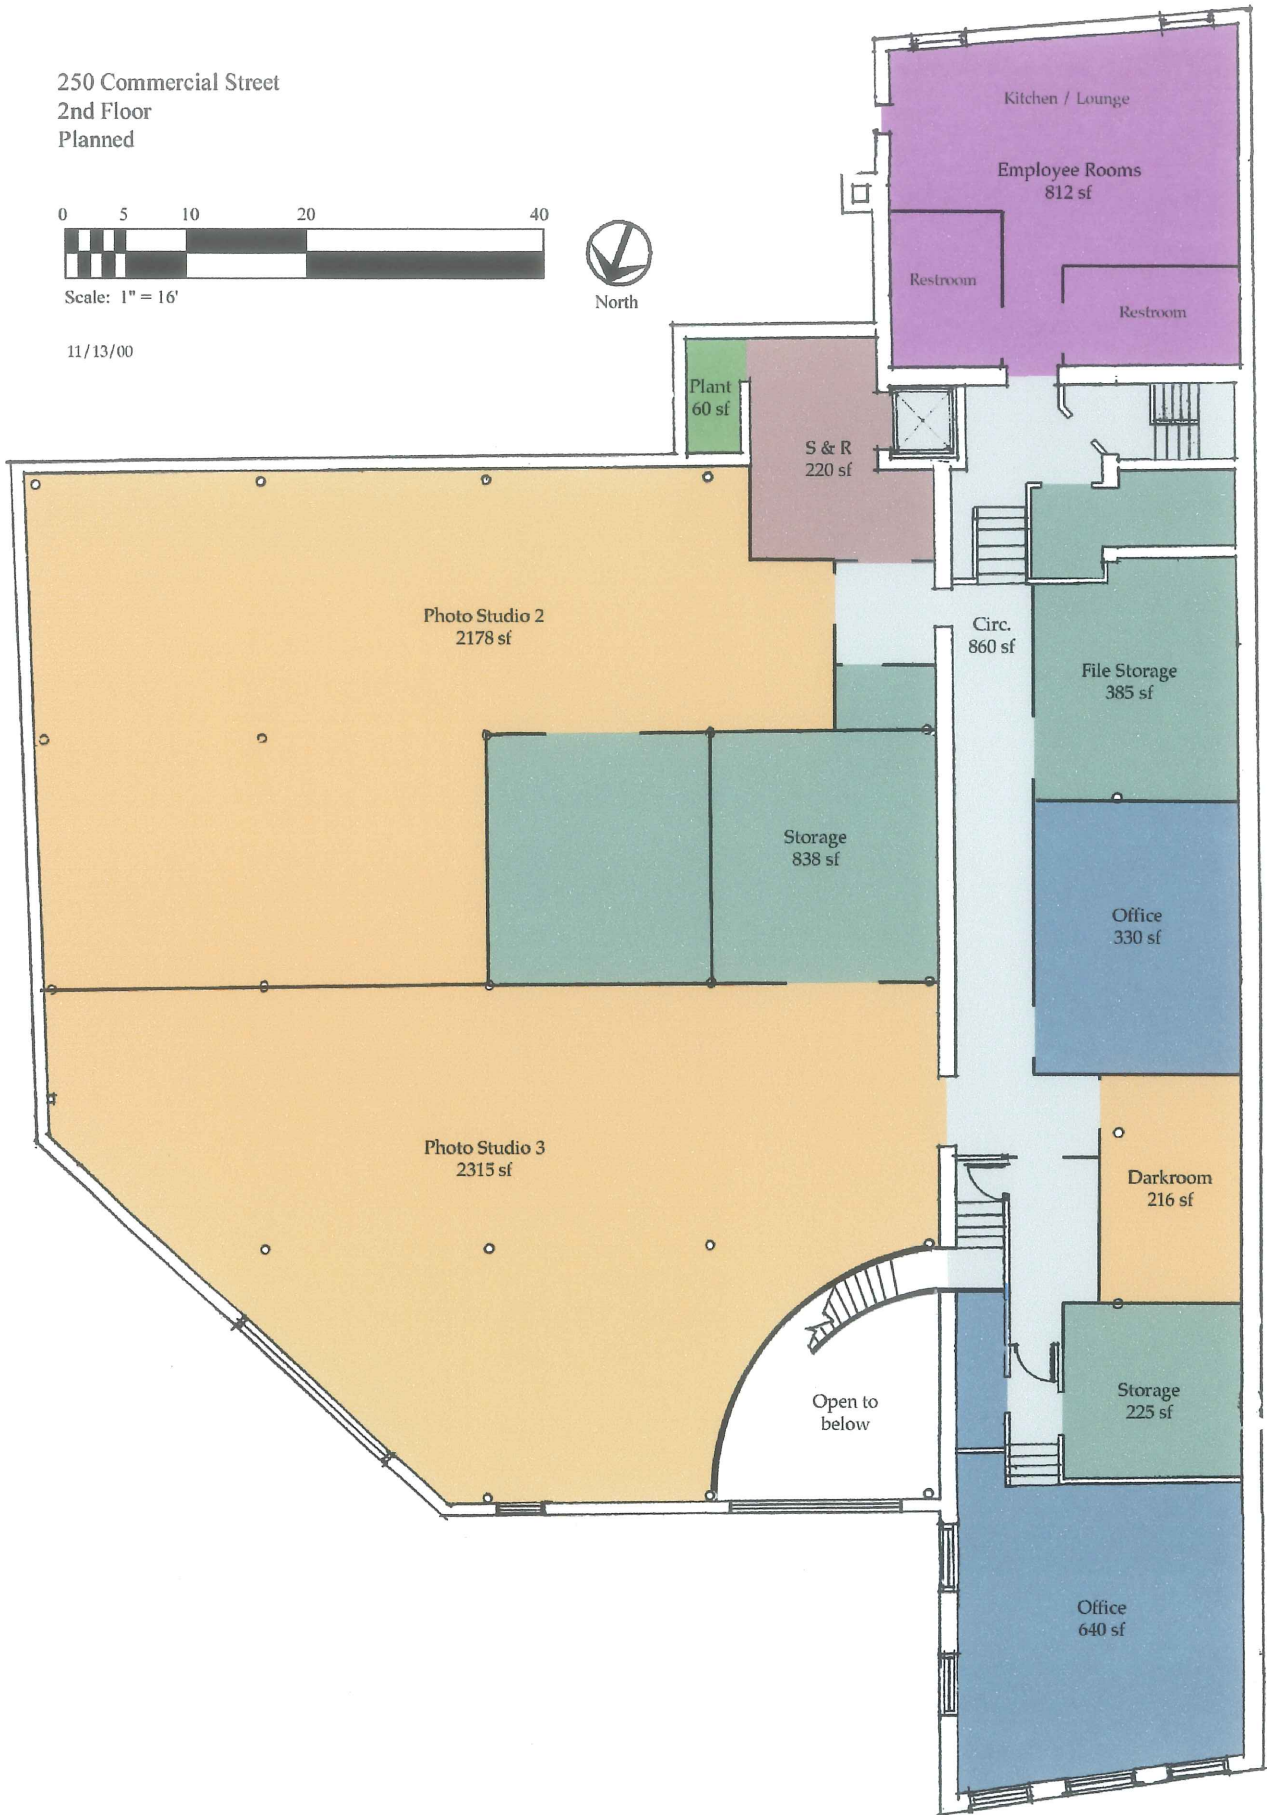 250 Commercial Street
2nd Floor
Planned
0 5 10 20 40
Scale: 1" = 16'
North
11/13/00
Kitchen / Lounge
Employee Rooms
812 sf
Restroom
Restroom
Plant
60 sf
S & R
220 sf
Photo Studio 2
2178 sf
Circ.
860 sf
File Storage
385 sf
Storage
838 sf
Office
330 sf
Photo Studio 3
2315 sf
Darkroom
216 sf
Open to
below
Storage
225 sf
Office
640 sf